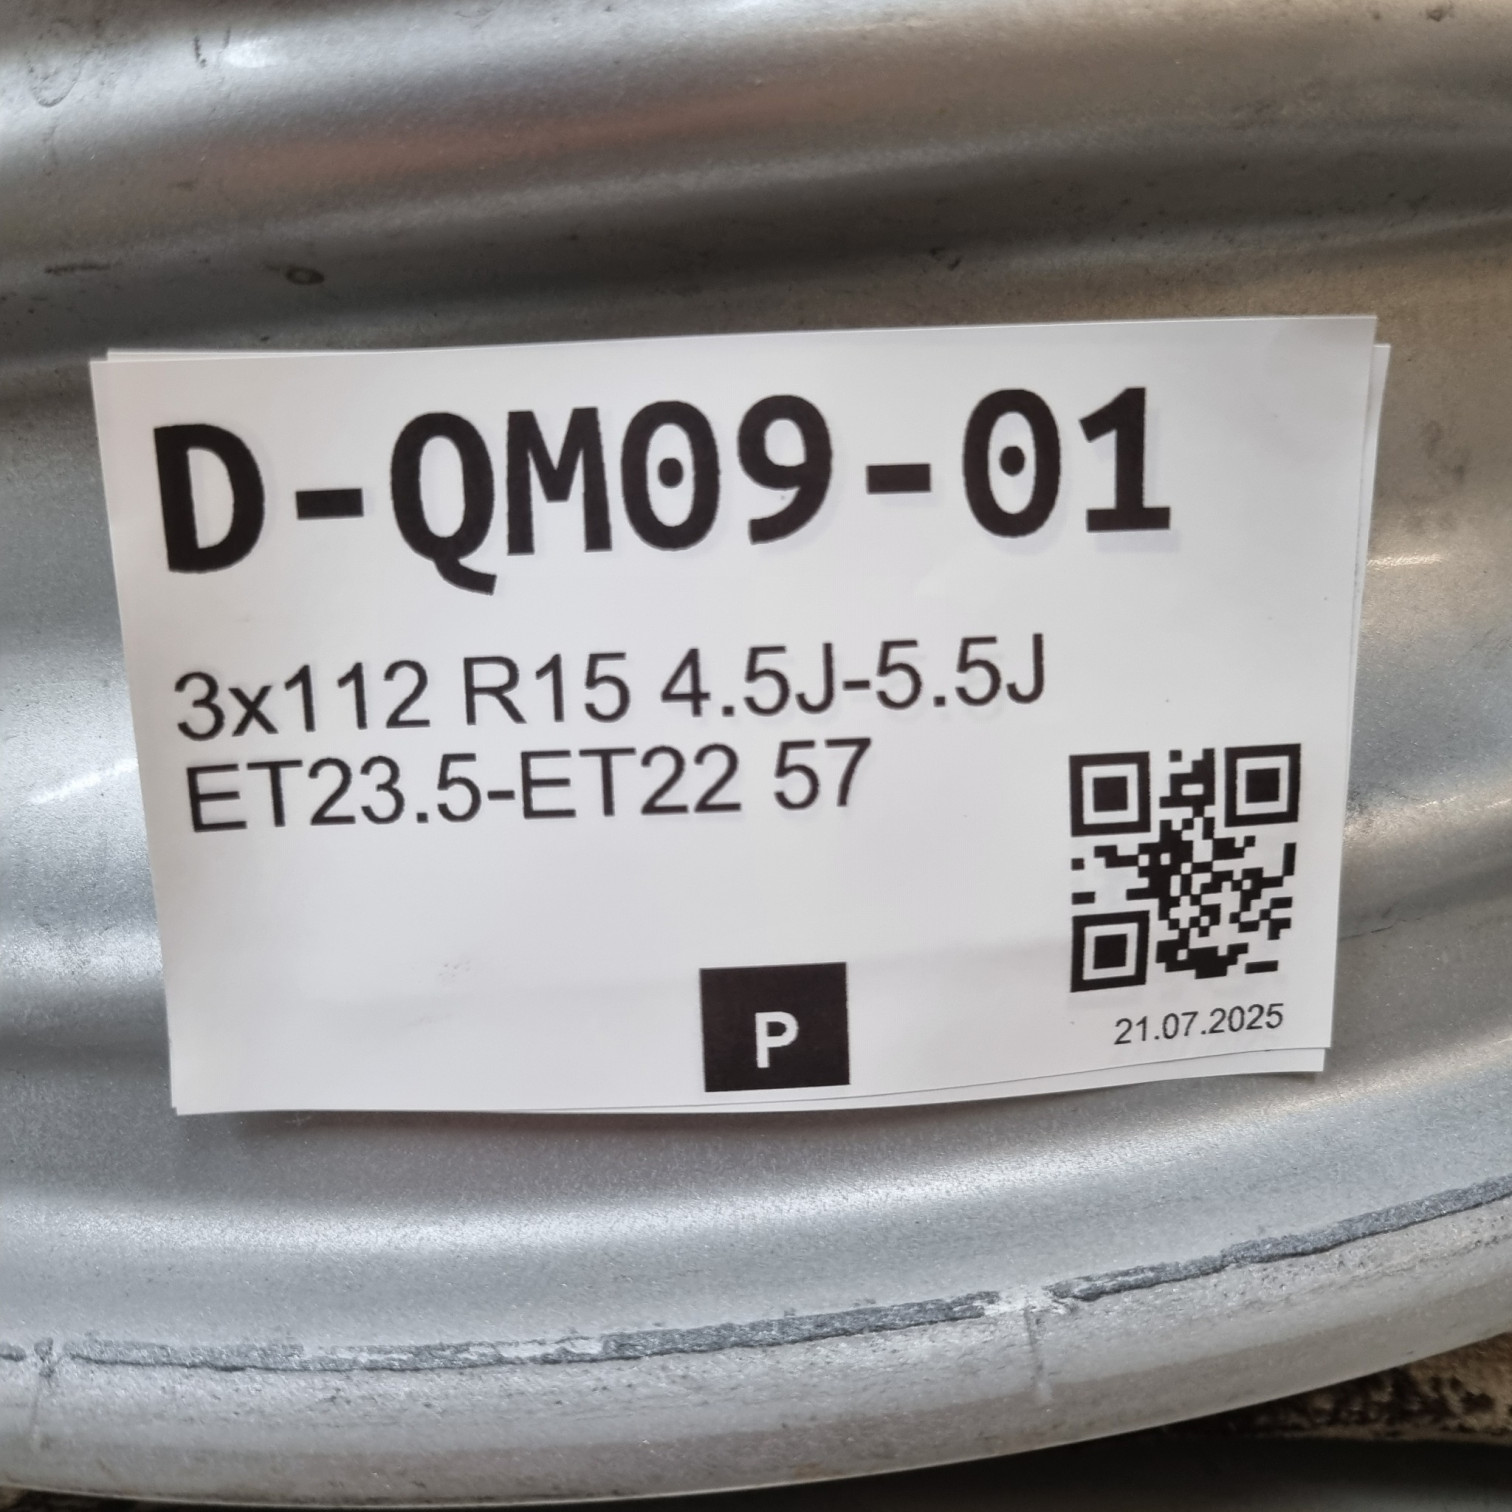 D-QM09-01
3x112 R15 4.5J-5.5J
ET23.5-ET22 57
P
21.07.2025